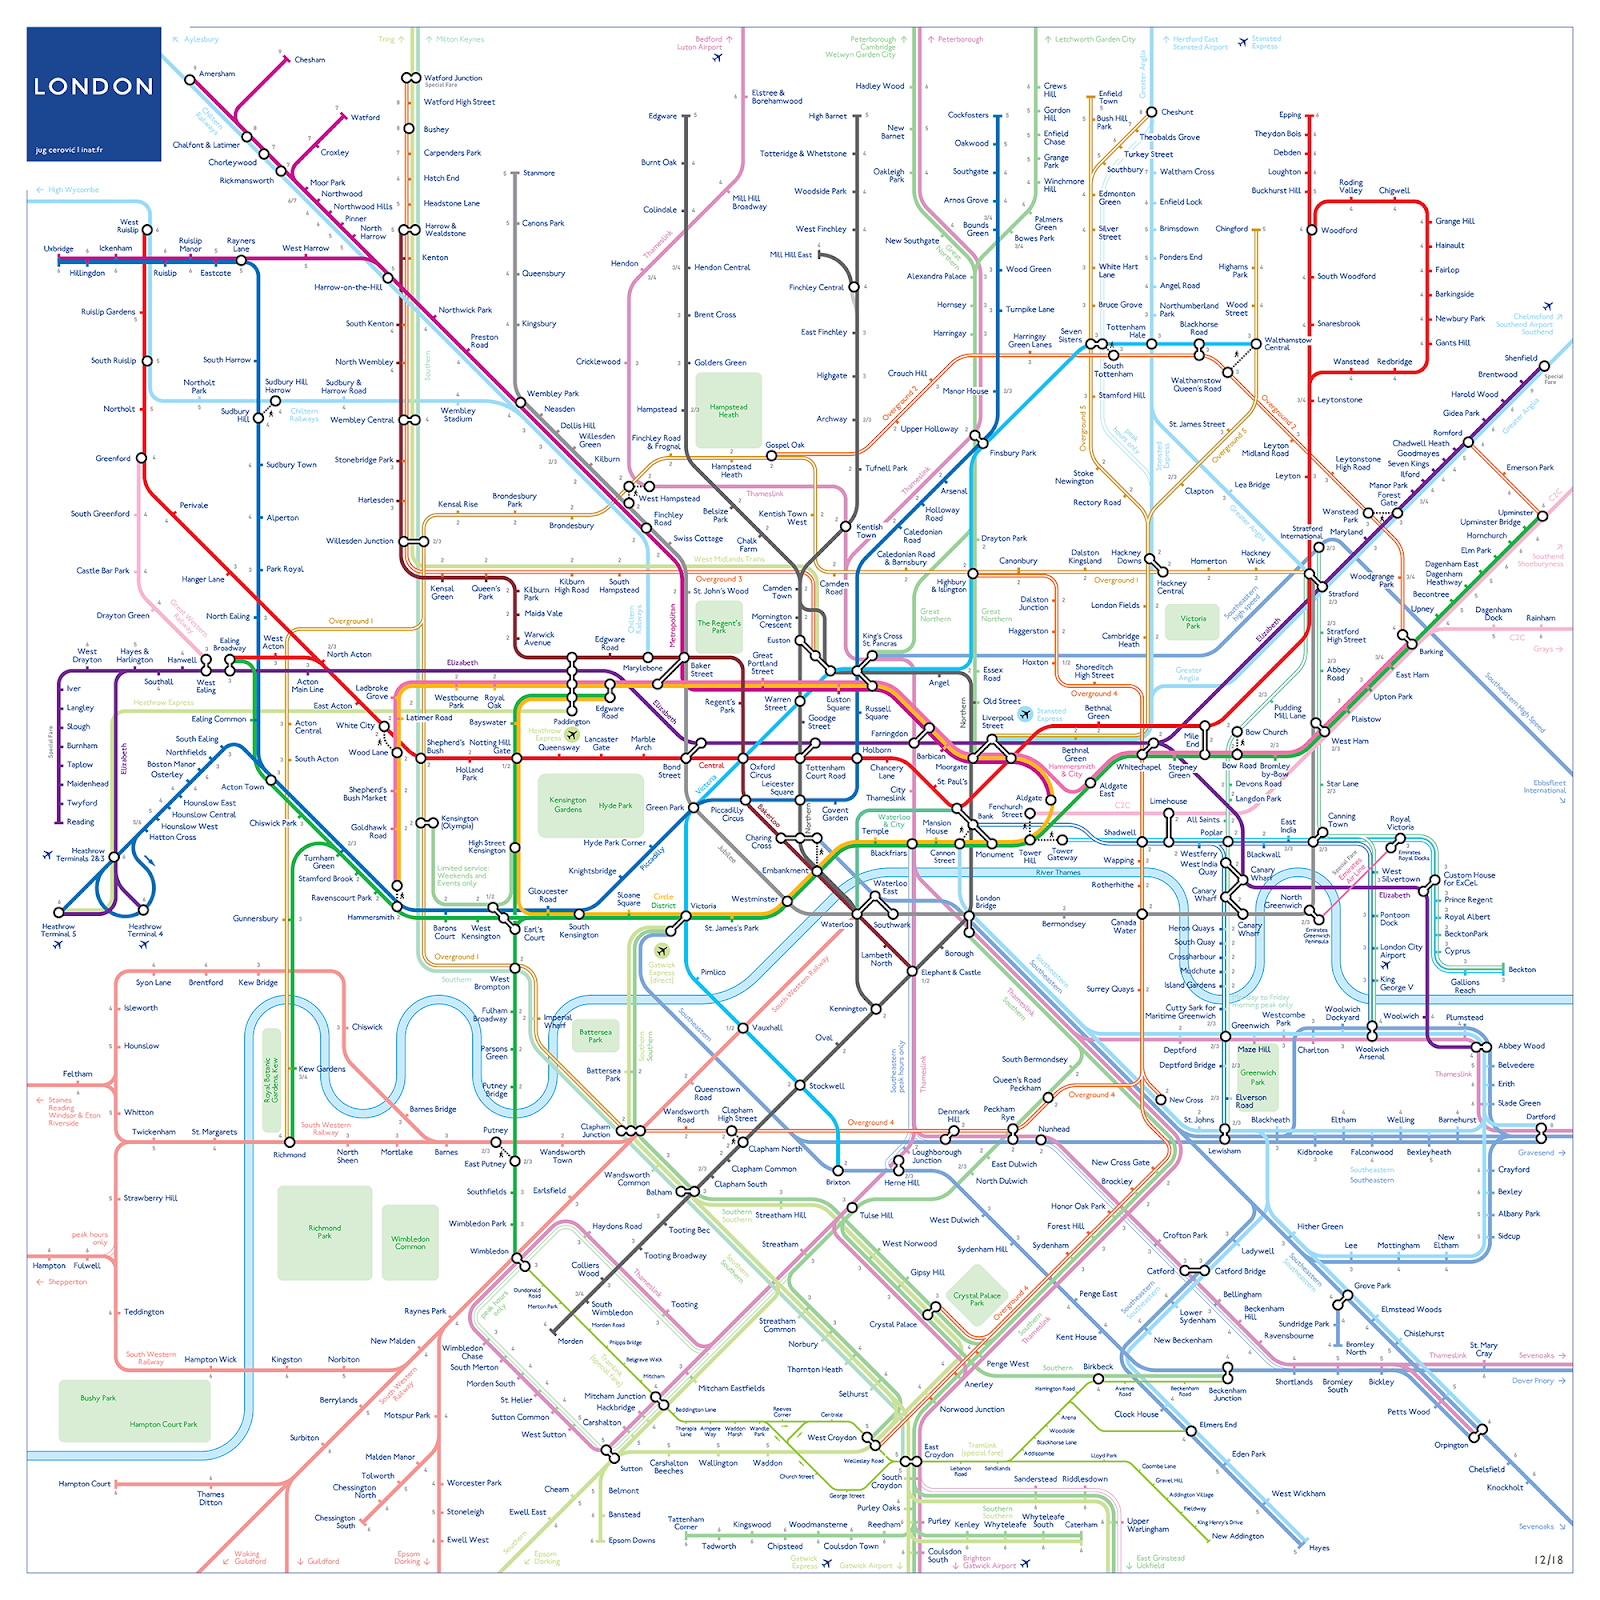 LONDON
jug cerović | inat.fr
Aylesbury
Tring
Milton Keynes
Bedford
Luton Airport
Peterborough
Cambridge
Welwyn Garden City
Peterborough
Letchworth Garden City
Hertford East
Stansted Airport
Stansted
Express
Amersham
Chesham
Watford
Chiltern
Railways
Chalfont & Latimer
Chorleywood
Rickmansworth
Croxley
Moor Park
Northwood
Northwood Hills
Pinner
North
Harrow
Harrow-on-the-Hill
Watford Junction
Special Fare
Watford High Street
Bushey
Carpenders Park
Hatch End
Headstone Lane
Harrow &
Wealdstone
Kenton
South Kenton
North Wembley
Wembley Central
Stonebridge Park
Harlesden
Willesden Junction
High Wycombe
West
Ruislip
Uxbridge
Ickenham
Hillingdon
Ruislip
Ruislip
Manor
Eastcote
Rayners
Lane
West Harrow
Ruislip Gardens
South Ruislip
Northolt
Greenford
South Harrow
Northolt
Park
Sudbury Hill
Harrow
Sudbury
Hill
Sudbury &
Harrow Road
Chiltern
Railways
Wembley
Stadium
Sudbury Town
Alperton
Park Royal
North Ealing
Perivale
Hanger Lane
South Greenford
Castle Bar Park
Drayton Green
Great Western
Railway
Stanmore
Canons Park
Queensbury
Kingsbury
Northwick Park
Preston
Road
Wembley Park
Neasden
Dollis Hill
Willesden
Green
Kilburn
West Hampstead
Finchley
Road
Swiss Cottage
St. John's Wood
Edgware
Burnt Oak
Colindale
Hendon Central
Brent Cross
Golders Green
Hampstead
Belsize
Park
Chalk
Farm
Camden
Town
Mornington
Crescent
Euston
Elstree &
Borehamwood
Mill Hill
Broadway
Thameslink
Hendon
Cricklewood
Finchley Road
& Frognal
Hampstead
Heath
Hampstead
Heath
Gospel Oak
Kentish Town
West
Kentish
Town
Camden
Road
High Barnet
Totteridge & Whetstone
Woodside Park
West Finchley
Mill Hill East
Finchley Central
East Finchley
Highgate
Archway
Tufnell Park
Hadley Wood
New
Barnet
Oakleigh
Park
New Southgate
Great
Northern
Alexandra Palace
Hornsey
Harringay
Cockfosters
Oakwood
Southgate
Arnos Grove
Bounds
Green
Wood Green
Turnpike Lane
Manor House
Finsbury Park
Arsenal
Holloway
Road
Caledonian
Road
Caledonian Road
& Barnsbury
Drayton Park
Highbury
& Islington
Crews
Hill
Gordon
Hill
Enfield
Chase
Grange
Park
Winchmore
Hill
Palmers
Green
Bowes Park
Enfield
Town
Bush Hill
Park
Cheshunt
Theobalds Grove
Turkey Street
Southbury
Waltham Cross
Edmonton
Green
Enfield Lock
Silver
Street
Brimsdown
White Hart
Lane
Ponders End
Angel Road
Bruce Grove
Northumberland
Park
Seven
Sisters
Tottenham
Hale
Blackhorse
Road
Chingford
Highams
Park
Wood
Street
Walthamstow
Central
Walthamstow
Queen's Road
South
Tottenham
Stamford Hill
Harringay
Green Lanes
Crouch Hill
Overground 2
Upper Holloway
St. James Street
Stoke
Newington
Rectory Road
Clapton
Lea Bridge
Overground 5
peak
hours only
Greater Anglia
Epping
Theydon Bois
Debden
Loughton
Buckhurst Hill
Woodford
South Woodford
Snaresbrook
Leytonstone
Leyton
Roding
Valley
Chigwell
Grange Hill
Hainault
Fairlop
Barkingside
Newbury Park
Gants Hill
Wanstead
Redbridge
Leyton
Midland Road
Leytonstone
High Road
Wanstead
Park
Forest
Gate
Manor Park
Ilford
Seven Kings
Goodmayes
Chadwell Heath
Romford
Gidea Park
Harold Wood
Brentwood
Shenfield
Special
Fare
Chelmsford
Southend Airport
Southend
Emerson Park
Upminster
Upminster Bridge
Hornchurch
Elm Park
Dagenham East
Dagenham
Heathway
Becontree
Upney
Barking
Dagenham
Dock
Rainham
C2C
Grays
Southend
Shoeburyness
Woodgrange
Park
Stratford
International
Maryland
Stratford
Stratford
High Street
Abbey
Road
West Ham
Star Lane
Canning
Town
East Ham
Upton Park
Plaistow
Southeastern High Speed
Ebbsfleet
International
Kensal Rise
Brondesbury
Park
Brondesbury
Kensal
Green
Queen's
Park
Kilburn
Park
Kilburn
High Road
South
Hampstead
Maida Vale
Warwick
Avenue
West Midlands Trains
Overground 3
The Regent's
Park
Metropolitan
Canonbury
Dalston
Kingsland
Hackney
Downs
Hackney
Central
Homerton
Hackney
Wick
Overground 1
Dalston
Junction
Haggerston
Hoxton
Shoreditch
High Street
Overground 4
London Fields
Cambridge
Heath
Victoria
Park
Southeastern
high speed
Elizabeth
West
Drayton
Hayes &
Harlington
Southall
Hanwell
West
Ealing
Ealing
Broadway
West
Acton
North Acton
Acton
Main Line
East Acton
White City
Wood Lane
Iver
Langley
Slough
Burnham
Taplow
Maidenhead
Twyford
Reading
Special Fare
Elizabeth
Heathrow Express
Ealing Common
South Ealing
Northfields
Boston Manor
Osterley
Hounslow East
Hounslow Central
Hounslow West
Hatton Cross
Heathrow
Terminals 2&3
Heathrow
Terminal 5
Heathrow
Terminal 4
Acton
Central
South Acton
Acton Town
Chiswick Park
Turnham
Green
Stamford Brook
Ravenscourt Park
Hammersmith
Gunnersbury
Kew Gardens
Royal Botanic
Gardens, Kew
Richmond
Ladbroke
Grove
Latimer Road
Shepherd's
Bush
Shepherd's
Bush Market
Goldhawk
Road
Holland
Park
Notting Hill
Gate
Westbourne
Park
Royal
Oak
Bayswater
Paddington
Heathrow
Express
Edgware
Road
Edgware
Road
Marylebone
Baker
Street
Great
Portland
Street
Regent's
Park
Warren
Street
Goodge
Street
Euston
Square
King's Cross
St Pancras
Russell
Square
Angel
Essex
Road
Old Street
Liverpool
Street
Moorgate
Barbican
Farringdon
Queensway
Lancaster
Gate
Marble
Arch
Bond
Street
Central
Oxford
Circus
Tottenham
Court Road
Holborn
Chancery
Lane
St. Paul's
Bank
Kensington
Gardens
Hyde Park
Kensington
(Olympia)
High Street
Kensington
Limited service:
Weekends and
Events only
Gloucester
Road
South
Kensington
Knightsbridge
Hyde Park Corner
Piccadilly
Green Park
Piccadilly
Circus
Leicester
Square
Covent
Garden
Charing
Cross
Embankment
Westminster
Jubilee
Bakerloo
Victoria
Northern
Sloane
Square
Circle
District
Victoria
St. James's Park
Gatwick
Express
(direct)
City
Thameslink
Waterloo
& City
Temple
Blackfriars
Mansion
House
Cannon
Street
Monument
Fenchurch
Street
Tower
Hill
Tower
Gateway
Aldgate
Aldgate
East
Bethnal
Green
Bethnal
Green
Hammersmith
& City
Whitechapel
Stepney
Green
Mile
End
Bow Road
Bow Church
Bromley-
by-Bow
Devons Road
Langdon Park
All Saints
Pudding
Mill Lane
Limehouse
Shadwell
Wapping
Rotherhithe
Canada
Water
Surrey Quays
Westferry
Poplar
Blackwall
East
India
West India
Quay
Canary
Wharf
Canary
Wharf
Heron Quays
South Quay
Crossharbour
Mudchute
Island Gardens
Cutty Sark for
Maritime Greenwich
Greenwich
Deptford Bridge
Elverson
Road
Lewisham
North
Greenwich
Emirates
Greenwich
Peninsula
Emirates
Air Line
Special Fare
Emirates
Royal Docks
Royal
Victoria
Custom House
for ExCeL
Prince Regent
Royal Albert
BecktonPark
Cyprus
Gallions
Reach
Beckton
West
Silvertown
Pontoon
Dock
London City
Airport
King
George V
Woolwich
Dockyard
Woolwich
Woolwich
Arsenal
Plumstead
Abbey Wood
Belvedere
Erith
Slade Green
Dartford
Gravesend
Crayford
Bexley
Albany Park
Sidcup
New
Eltham
Mottingham
Lee
Hither Green
River Thames
Waterloo
East
Waterloo
Southwark
London
Bridge
Bermondsey
Lambeth
North
Borough
Elephant & Castle
Kennington
Oval
Stockwell
Vauxhall
Pimlico
Brixton
Barons
Court
West
Kensington
Earl's
Court
West
Brompton
Imperial
Wharf
Fulham
Broadway
Parsons
Green
Putney
Bridge
East Putney
Putney
Southfields
Wimbledon Park
Wimbledon
Battersea
Park
Battersea
Park
Queenstown
Road
Wandsworth
Road
Clapham
High Street
Clapham
Junction
Clapham North
Clapham Common
Clapham South
Balham
Tooting Bec
Tooting Broadway
Colliers
Wood
South
Wimbledon
Morden
Wandsworth
Town
Wandsworth
Common
Earlsfield
Haydons Road
Tooting
Syon Lane
Brentford
Kew Bridge
Isleworth
Hounslow
Chiswick
Feltham
Staines
Reading
Windsor & Eton
Riverside
Whitton
Twickenham
St. Margarets
South Western
Railway
North
Sheen
Mortlake
Barnes
Barnes Bridge
Strawberry Hill
Richmond
Park
Wimbledon
Common
peak hours
only
Hampton
Fulwell
Shepperton
Teddington
Hampton Wick
Kingston
Norbiton
New Malden
Raynes Park
Bushy Park
Hampton Court Park
Hampton Court
Thames
Ditton
Surbiton
Berrylands
Motspur Park
Malden Manor
Tolworth
Chessington
North
Chessington
South
Worcester Park
Stoneleigh
Ewell West
Woking
Guildford
Guildford
Epsom
Dorking
Wimbledon
Chase
South Merton
Morden South
St. Helier
Sutton Common
West Sutton
Sutton
Cheam
Ewell East
Belmont
Banstead
Epsom Downs
Epsom
Dorking
Carshalton
Hackbridge
Mitcham Junction
Mitcham Eastfields
Carshalton
Beeches
Wallington
Waddon
West Croydon
East
Croydon
South
Croydon
Dundonald
Road
Merton Park
Morden Road
Phipps Bridge
Belgrave Walk
Mitcham
Tramlink
(special fare)
Beddington Lane
Therapia
Lane
Ampere
Way
Waddon
Marsh
Wandle
Park
Reeves
Corner
Centrale
Church Street
George Street
Wellesley Road
Lebanon
Road
Sandilands
Addiscombe
Blackhorse Lane
Woodside
Arena
Harrington Road
Avenue
Road
Beckenham
Road
Birkbeck
Beckenham
Junction
Lloyd Park
Coombe Lane
Gravel Hill
Addington Village
Fieldway
King Henry's Drive
New Addington
Streatham Hill
Streatham
Streatham
Common
Norbury
Thornton Heath
Selhurst
Tulse Hill
West Norwood
Gipsy Hill
Crystal Palace
Crystal Palace
Park
West Dulwich
Sydenham Hill
Herne Hill
Loughborough
Junction
Denmark
Hill
Peckham
Rye
Queen's Road
Peckham
South Bermondsey
Nunhead
East Dulwich
North Dulwich
New Cross
New Cross Gate
Brockley
Honor Oak Park
Forest Hill
Sydenham
Penge East
Kent House
Penge West
Anerley
Norwood Junction
Crofton Park
Catford
Catford Bridge
Ladywell
Bellingham
Beckenham
Hill
Ravensbourne
Lower
Sydenham
New Beckenham
Clock House
Elmers End
Eden Park
West Wickham
Hayes
Shortlands
Bromley
South
Bickley
Bromley
North
Sundridge Park
Grove Park
Elmstead Woods
Chislehurst
Petts Wood
Orpington
Chelsfield
Knockholt
St. Mary
Cray
Sevenoaks
Dover Priory
Sevenoaks
Deptford
St. Johns
Maze Hill
Greenwich
Park
Westcombe
Park
Charlton
Blackheath
Kidbrooke
Eltham
Falconwood
Welling
Bexleyheath
Barnehurst
Southeastern
Purley Oaks
Purley
Kenley
Whyteleafe
Whyteleafe
South
Caterham
Upper
Warlingham
Sanderstead
Riddlesdown
Reedham
Coulsdon Town
Woodmansterne
Chipstead
Kingswood
Tadworth
Tattenham
Corner
Coulsdon
South
Gatwick
Express
Gatwick Airport
Brighton
Gatwick Airport
East Grinstead
Uckfield
12/18